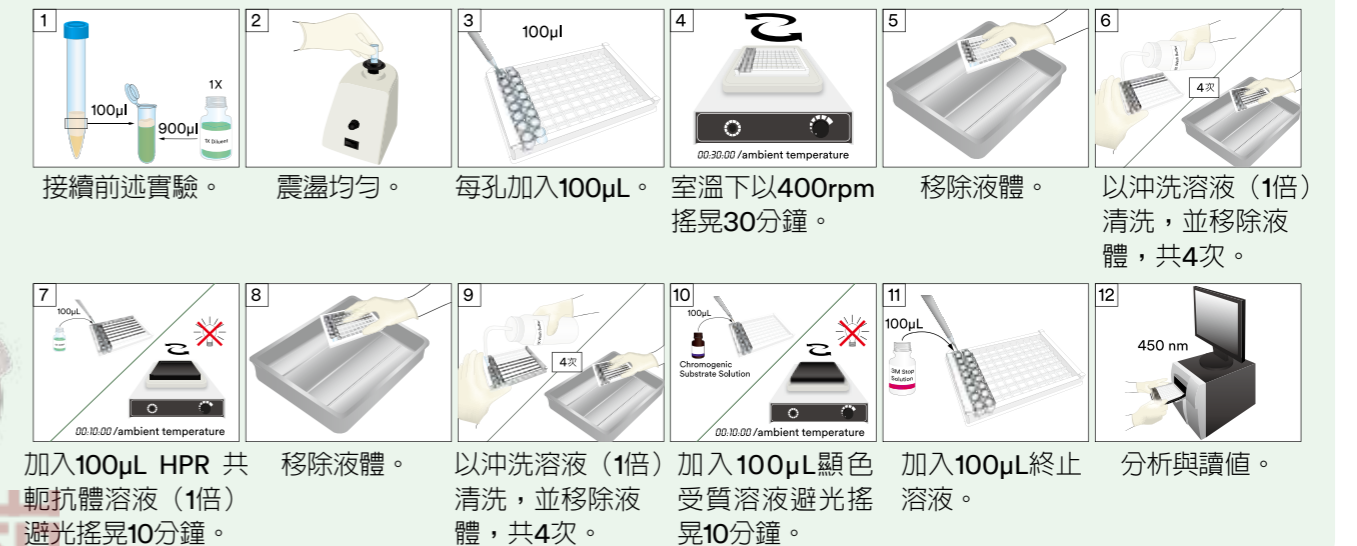 1
100µl
900µl
1X
1X Diluent
接續前述實驗。
2
震盪均勻。
3
100µl
每孔加入100µL。
4
00:30:00 /ambient temperature
室溫下以400rpm
搖晃30分鐘。
5
移除液體。
6
4次
以沖洗溶液（1倍）
清洗，並移除液
體，共4次。
7
100µL
00:10:00 /ambient temperature
加入100µL HPR 共
軛抗體溶液（1倍）
避光搖晃10分鐘。
8
移除液體。
9
4次
以沖洗溶液（1倍）
清洗，並移除液
體，共4次。
10
100µL
Chromogenic
Substrate Solution
00:10:00 /ambient temperature
加入100µL顯色
受質溶液避光搖
晃10分鐘。
11
100µL
Stop
Solution
加入100µL終止
溶液。
12
450 nm
分析與讀值。